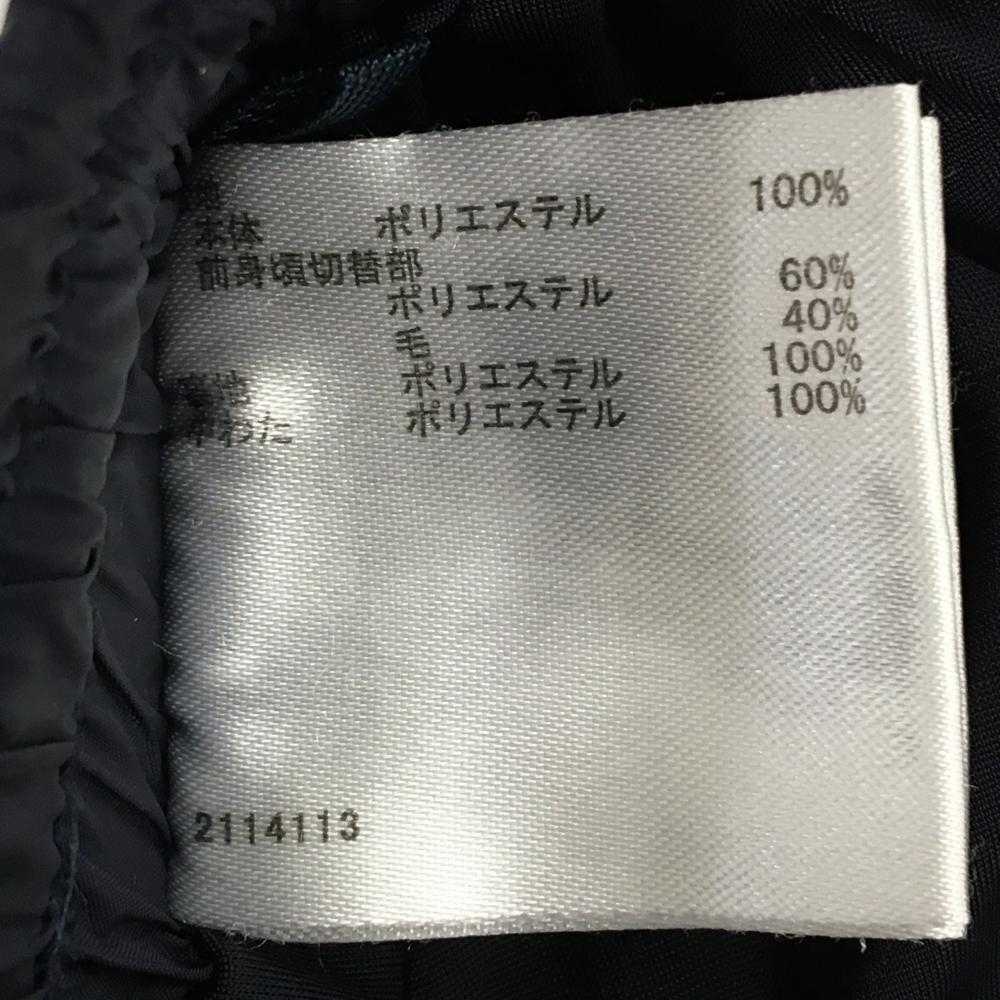 本体 ポリエステル 100%
前身頃切替部
ポリエステル 60%
毛 40%
裏地 ポリエステル 100%
中わた ポリエステル 100%
2114113